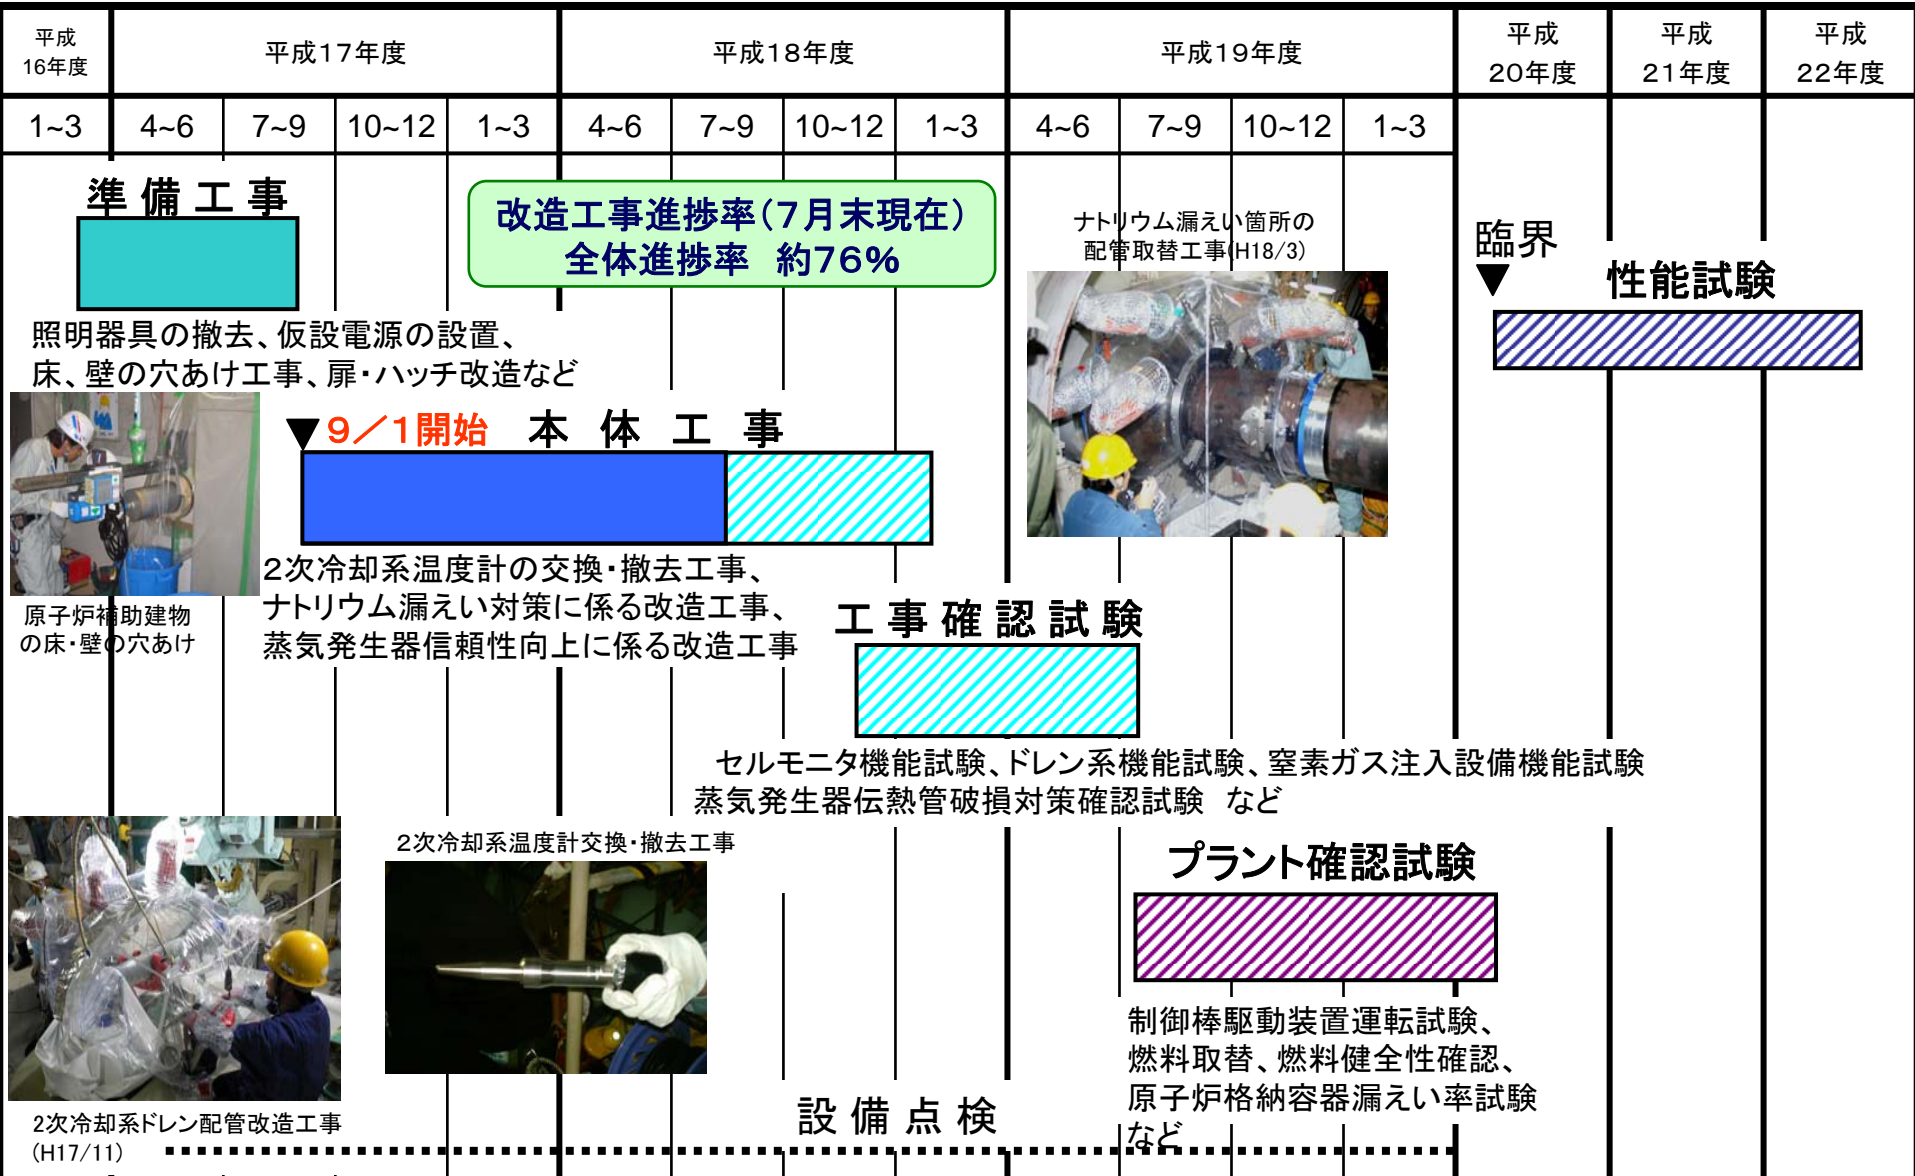 平成
16年度
平成17年度
平成18年度
平成19年度
平成
20年度
平成
21年度
平成
22年度
1~3
4~6
7~9
10~12
1~3
4~6
7~9
10~12
1~3
4~6
7~9
10~12
1~3
準備工事
改造工事進捗率(7月末現在)
全体進捗率 約76%
ナトリウム漏えい箇所の
配管取替工事(H18/3)
臨界
▼
性能試験
照明器具の撤去、仮設電源の設置、
床、壁の穴あけ工事、扉・ハッチ改造など
▼9/1開始 本体工事
2次冷却系温度計の交換・撤去工事、
ナトリウム漏えい対策に係る改造工事、
蒸気発生器信頼性向上に係る改造工事
原子炉補助建物
の床・壁の穴あけ
工事確認試験
セルモニタ機能試験、ドレン系機能試験、窒素ガス注入設備機能試験
蒸気発生器伝熱管破損対策確認試験 など
2次冷却系温度計交換・撤去工事
プラント確認試験
制御棒駆動装置運転試験、
燃料取替、燃料健全性確認、
原子炉格納容器漏えい率試験
など
設備点検
2次冷却系ドレン配管改造工事
(H17/11)